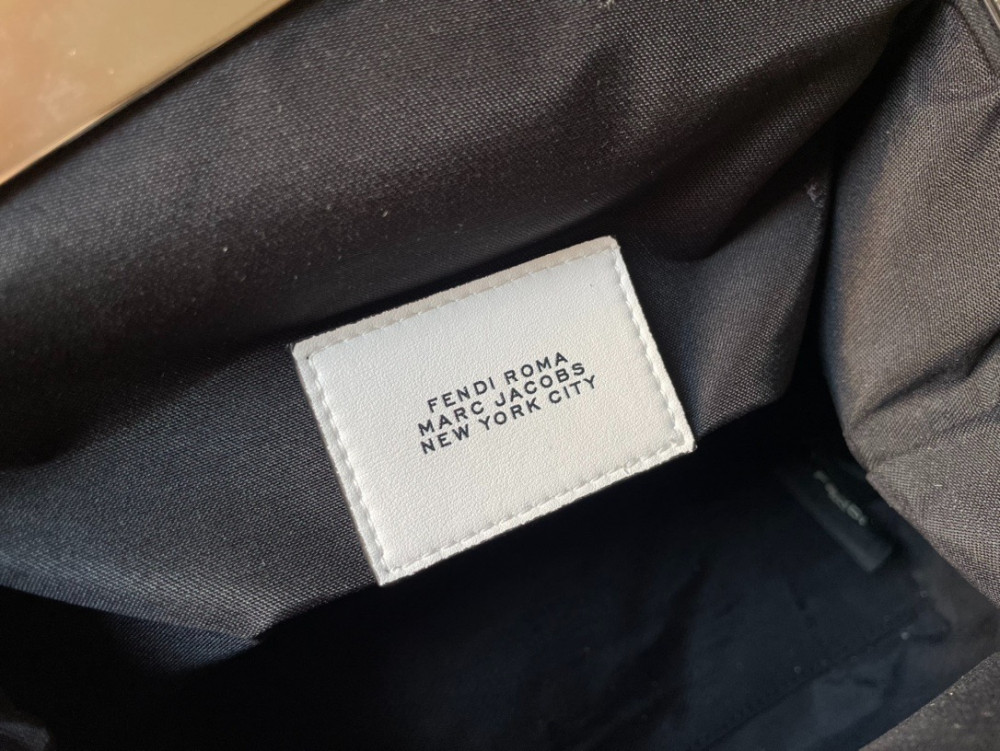 FENDI ROMA
MARC JACOBS
NEW YORK CITY